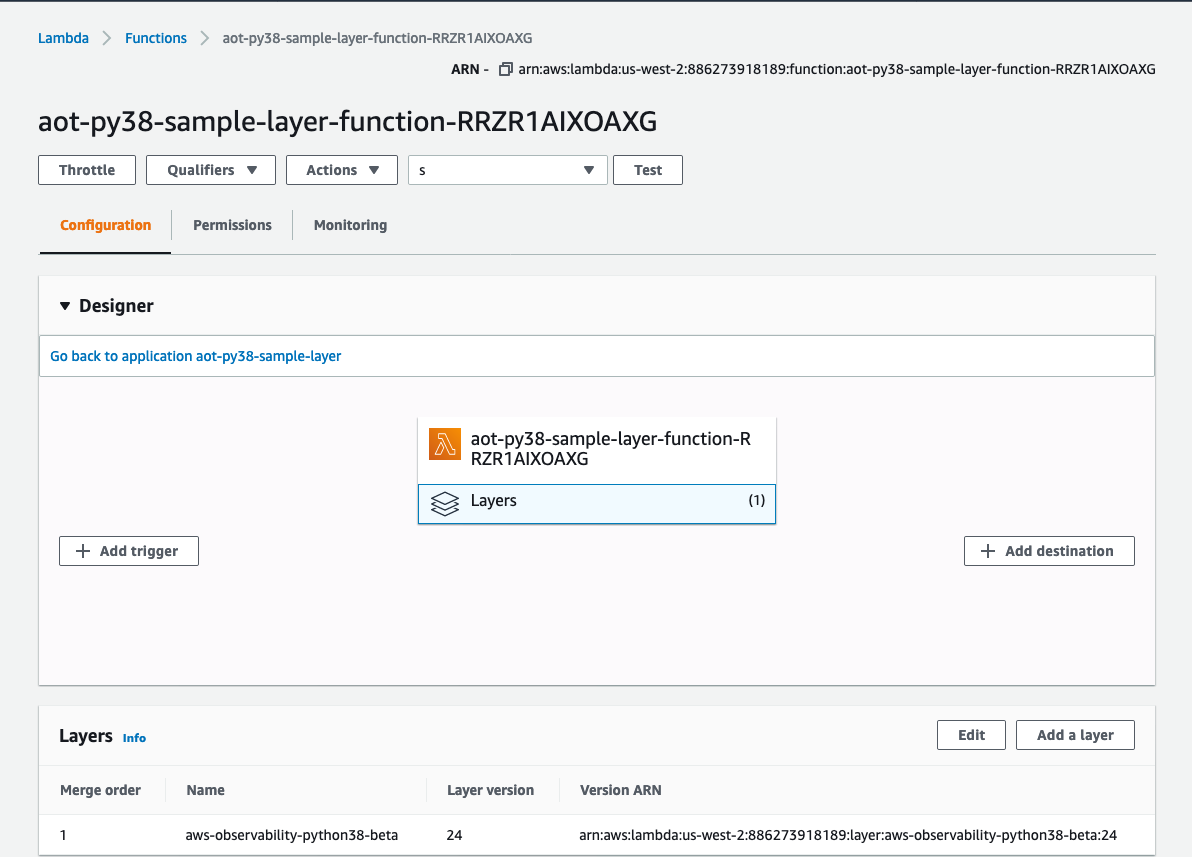 Lambda > Functions > aot-py38-sample-layer-function-RRZR1AIXOAXG
ARN - arn:aws:lambda:us-west-2:886273918189:function:aot-py38-sample-layer-function-RRZR1AIXOAXG
aot-py38-sample-layer-function-RRZR1AIXOAXG
Throttle Qualifiers Actions s Test
Configuration Permissions Monitoring
Designer
Go back to application aot-py38-sample-layer
aot-py38-sample-layer-function-R
RZR1AIXOAXG
Layers (1)
+ Add trigger + Add destination
Layers Info Edit Add a layer
Merge order Name Layer version Version ARN
1 aws-observability-python38-beta 24 arn:aws:lambda:us-west-2:886273918189:layer:aws-observability-python38-beta:24